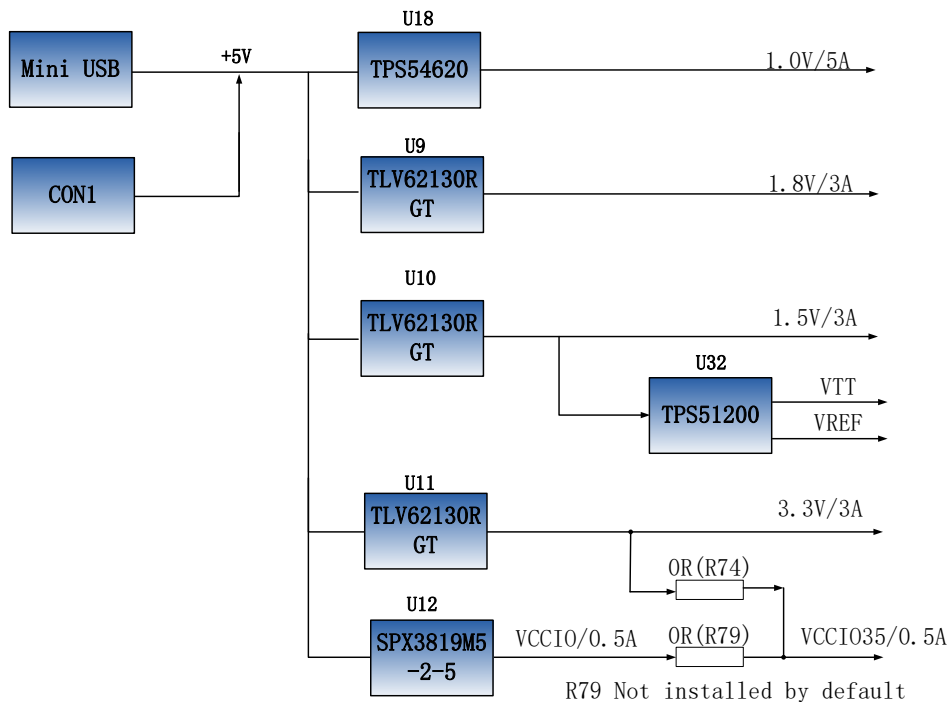 U18
Mini USB
+5V
TPS54620
1.0V/5A
U9
CON1
TLV62130R
GT
1.8V/3A
U10
TLV62130R
GT
1.5V/3A
U32
TPS51200
VTT
VREF
U11
TLV62130R
GT
3.3V/3A
0R(R74)
U12
SPX3819M5
-2-5
VCCIO/0.5A
0R(R79)
VCCIO35/0.5A
R79 Not installed by default